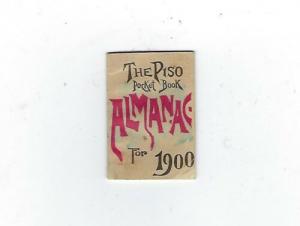 THE PISO
POCKET BOOK
ALMANAC
For 1900